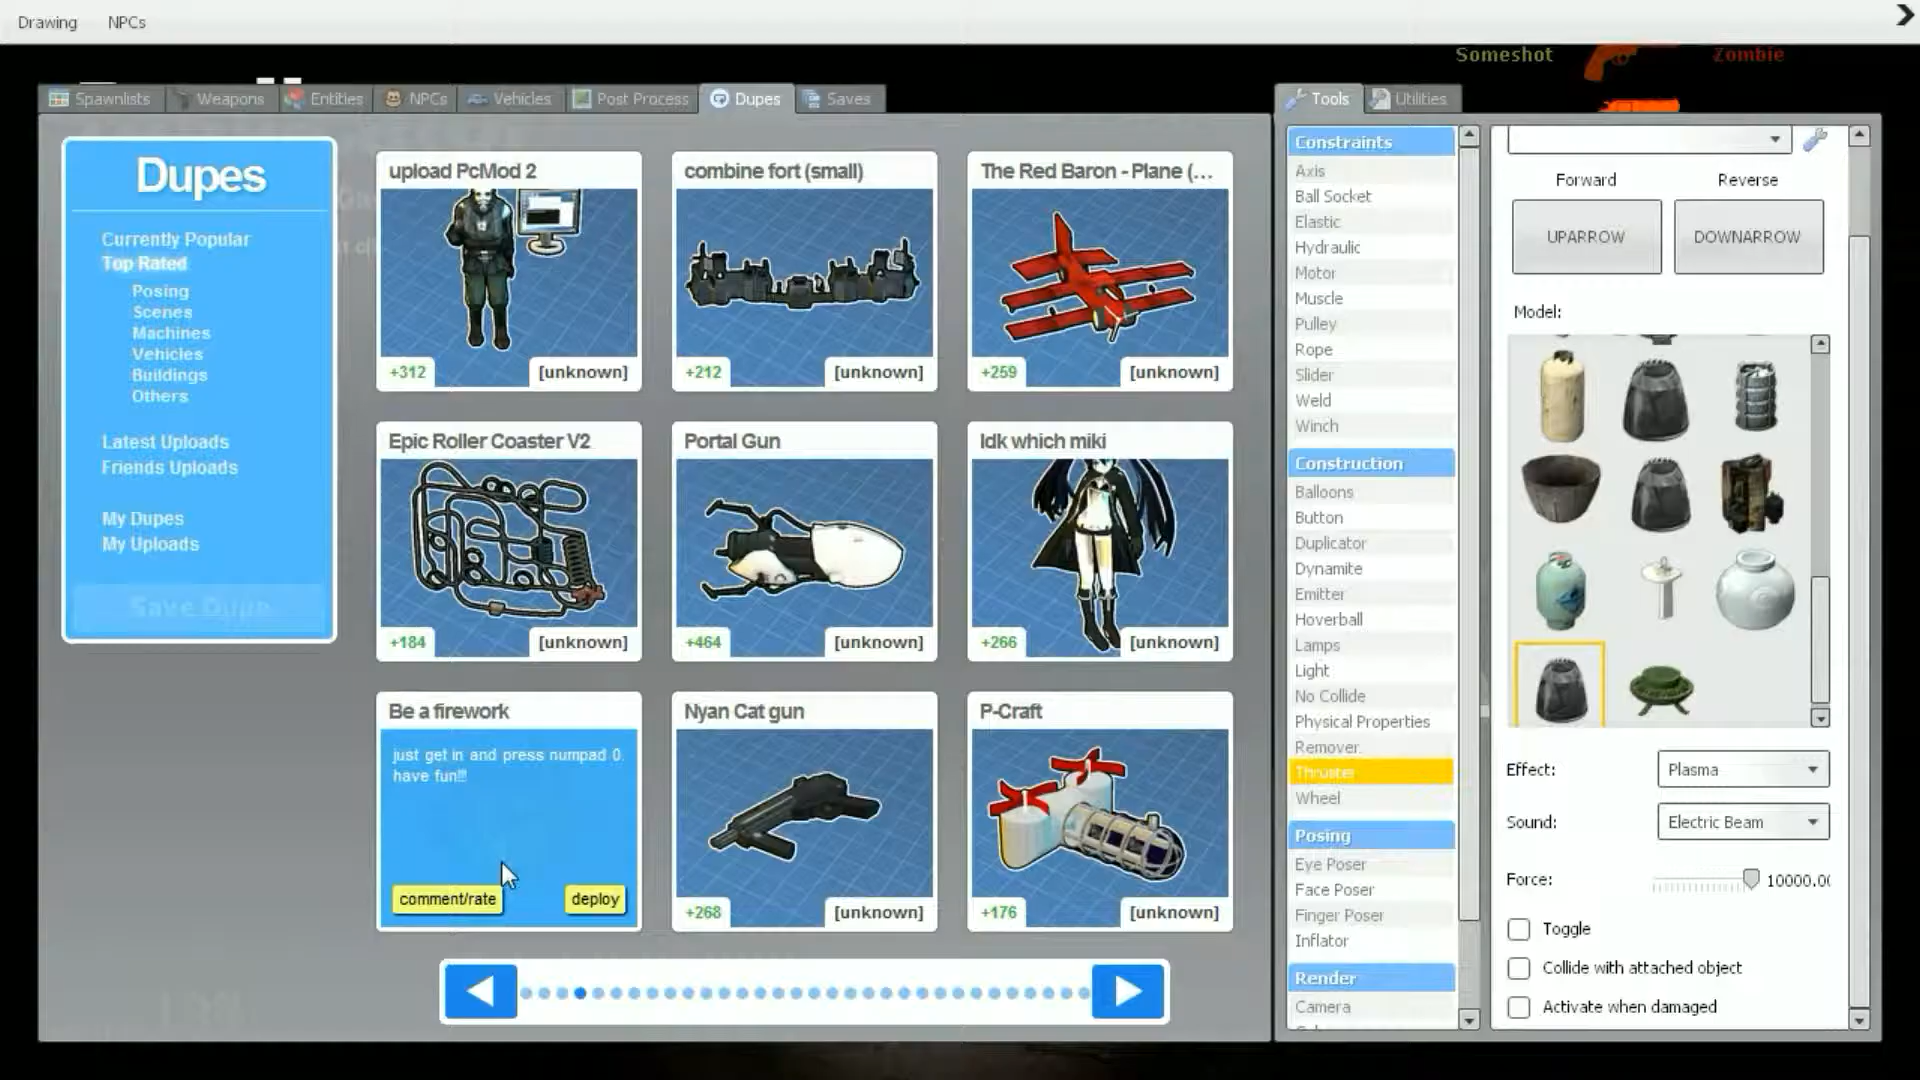 Drawing NPCs
Someshot Zombie
Spawnlists Weapons Entities NPCs Vehicles Post Process Dupes Saves
Tools Utilities
Dupes
Currently Popular
Top Rated
Posing
Scenes
Machines
Vehicles
Buildings
Others
Latest Uploads
Friends Uploads
My Dupes
My Uploads
Save Dupe
upload PcMod 2
+312 [unknown]
combine fort (small)
+212 [unknown]
The Red Baron - Plane (...
+259 [unknown]
Epic Roller Coaster V2
+184 [unknown]
Portal Gun
+464 [unknown]
Idk which miki
+266 [unknown]
Be a firework
just get in and press numpad 0.
have fun!!!
comment/rate deploy
Nyan Cat gun
+268 [unknown]
P-Craft
+176 [unknown]
Constraints
Axis
Ball Socket
Elastic
Hydraulic
Motor
Muscle
Pulley
Rope
Slider
Weld
Winch
Construction
Balloons
Button
Duplicator
Dynamite
Emitter
Hoverball
Lamps
Light
No Collide
Physical Properties
Remover
Thruster
Wheel
Posing
Eye Poser
Face Poser
Finger Poser
Inflator
Render
Camera
Forward Reverse
UPARROW DOWNARROW
Model:
Effect: Plasma
Sound: Electric Beam
Force: 10000.0
Toggle
Collide with attached object
Activate when damaged